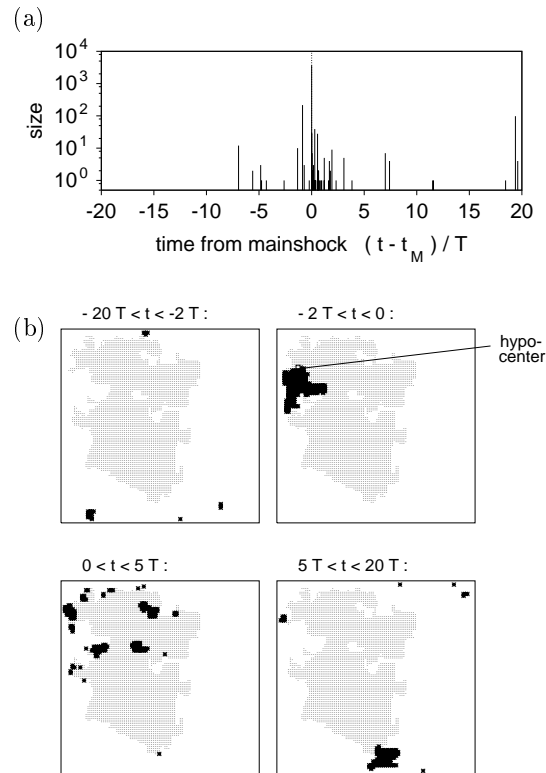 (a)
size
10^4
10^3
10^2
10^1
10^0
-20 -15 -10 -5 0 5 10 15 20
time from mainshock ( t - t_M ) / T
(b)
- 20 T < t < -2 T :
- 2 T < t < 0 :
hypo-
center
0 < t < 5 T :
5 T < t < 20 T :